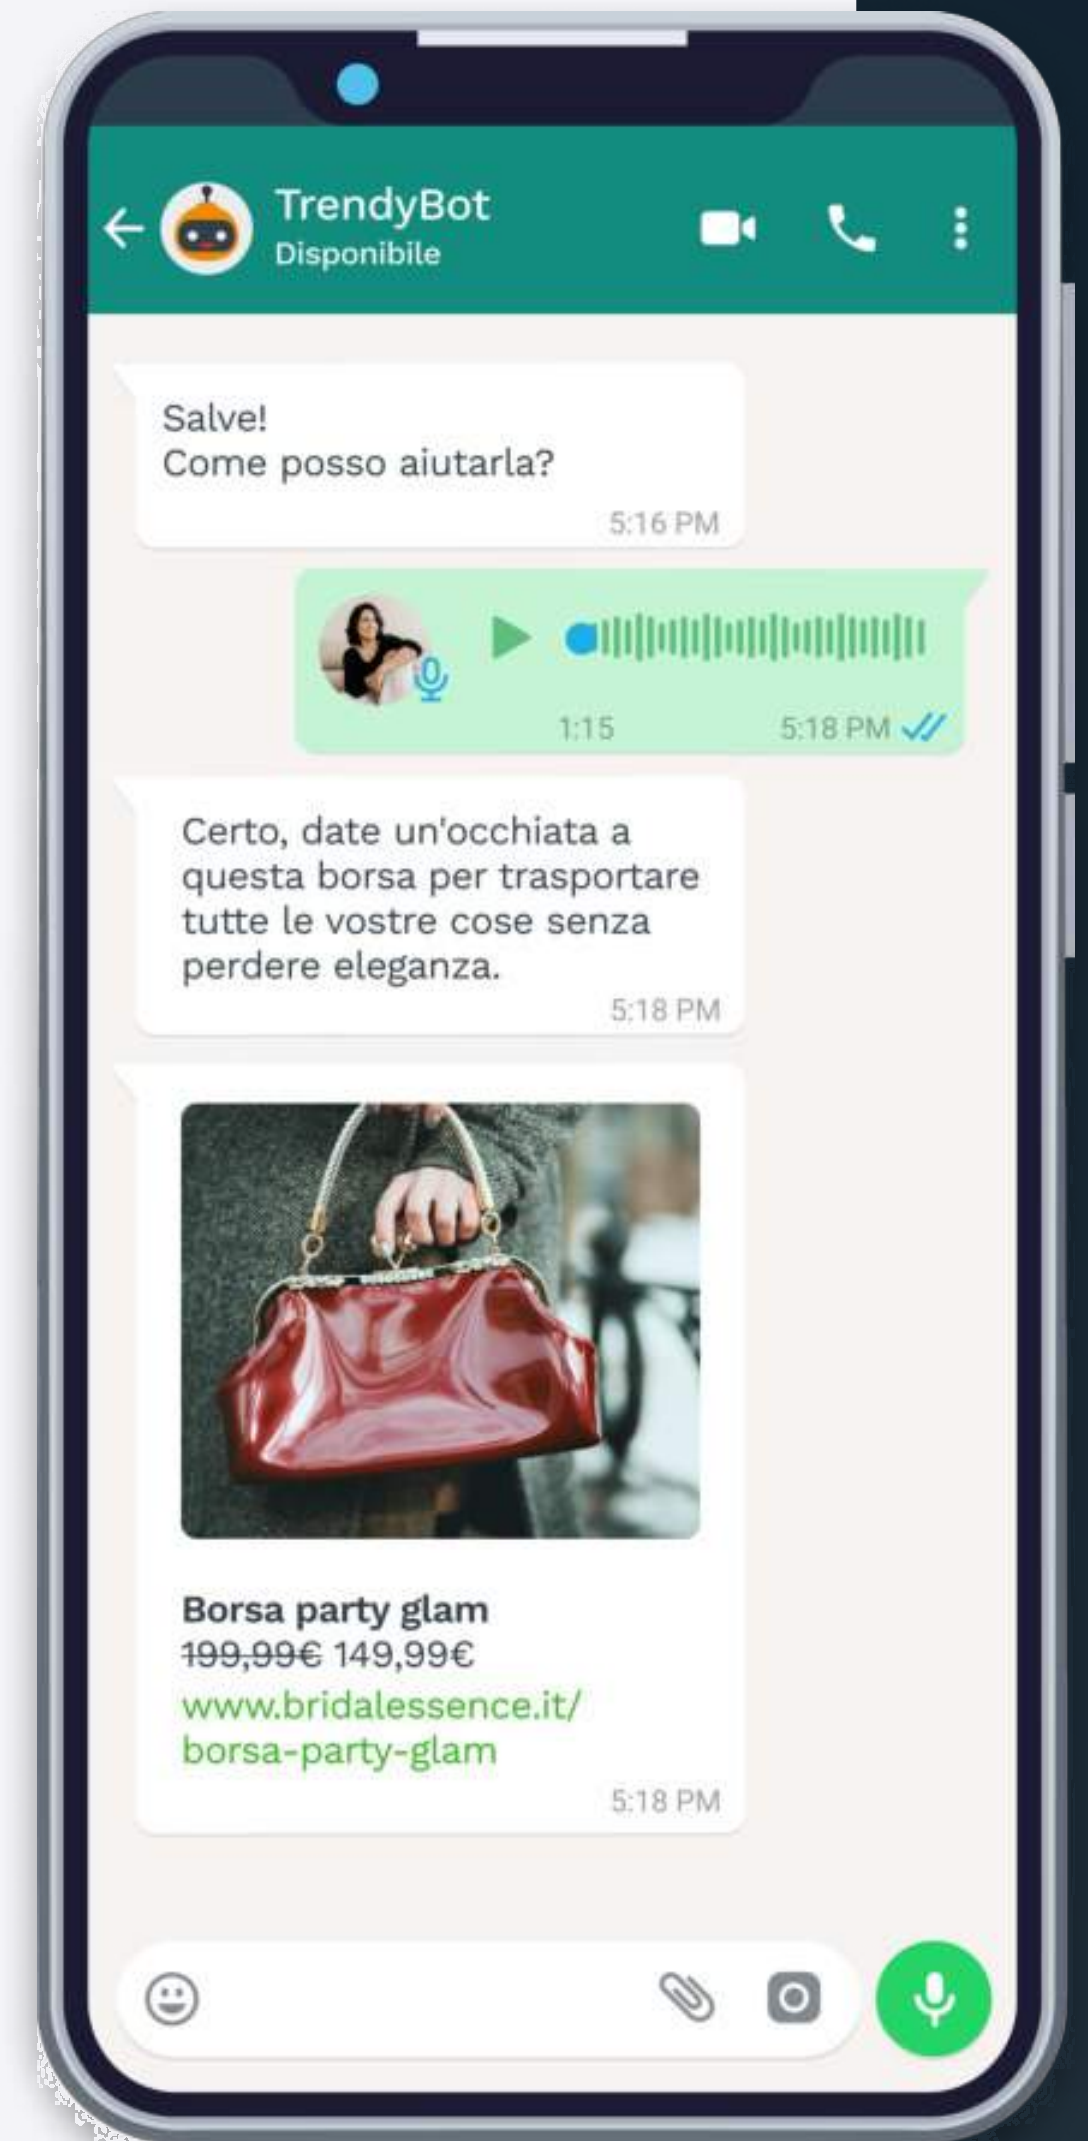 TrendyBot
Disponibile
Salve!
Come posso aiutarla?
5:16 PM
1:15
5:18 PM
Certo, date un'occhiata a
questa borsa per trasportare
tutte le vostre cose senza
perdere eleganza.
5:18 PM
Borsa party glam
199,99€ 149,99€
www.bridalessence.it/
borsa-party-glam
5:18 PM